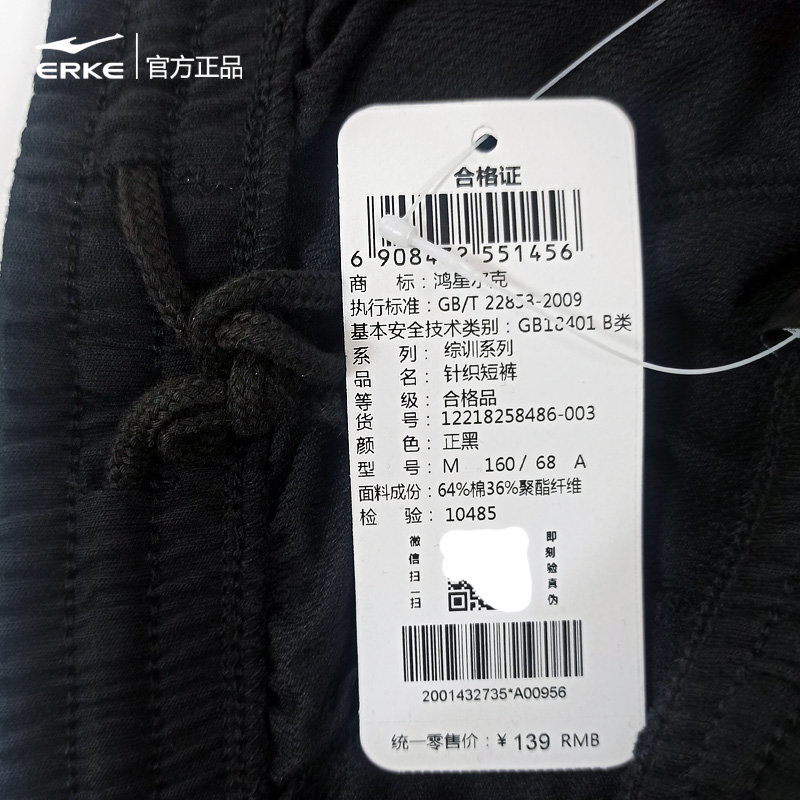 ERKE 官方正品
合格证
商 标：鸿星尔克
执行标准：GB/T 22853-2009
基本安全技术类别：GB18401 B类
系 列：综训系列
品 名：针织短裤
等 级：合格品
货 号：12218258486-003
颜 色：正黑
型 号：M 160/ 68 A
面料成份：64%棉36%聚酯纤维
检 验：10485
微信扫一扫
即刻验真伪
2001432735*A00956
统一零售价：¥ 139 RMB